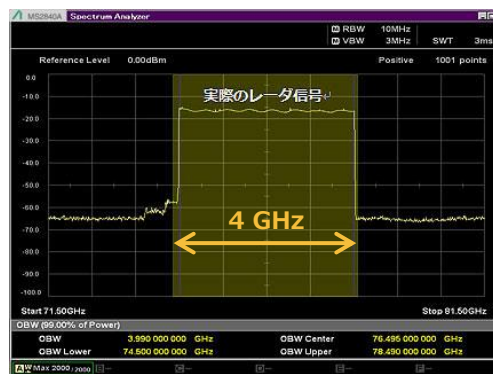 MS2840A Spectrum Analyzer
RBW 10MHz
VBW 3MHz SWT 3ms
Reference Level 0.00dBm Positive 1001 points
0.0
-10.0
実際のレーダ信号
-20.0
-30.0
-40.0
-50.0
-60.0
-70.0
4 GHz
-80.0
-90.0
-100.0
Start 71.50GHz Stop 81.50GHz
OBW (99.00% of Power)
OBW 3.990 000 000 GHz OBW Center 76.495 000 000 GHz
OBW Lower 74.500 000 000 GHz OBW Upper 78.490 000 000 GHz
Max 2000 / 2000